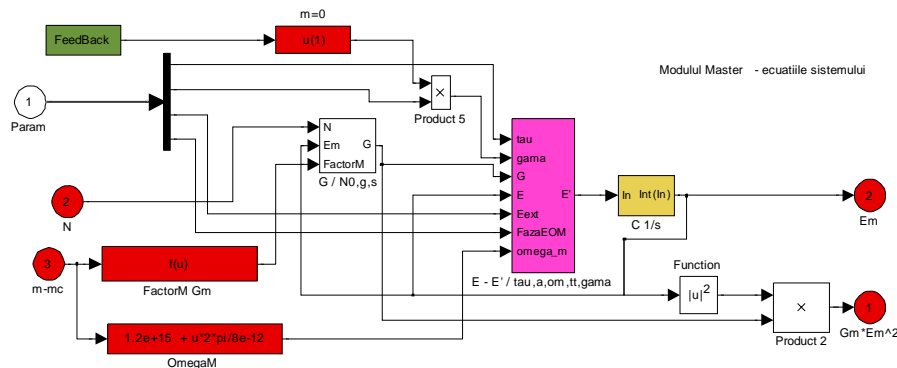 m=0
FeedBack
u(1)
Modulul Master - ecuatiile sistemului
1
Param
×
Product 5
N
Em
FactorM
G
G / N0,g,s
tau
gama
G
E
Eext
FazaEOM
omega_m
E'
E - E' / tau,a,om,tt,gama
In
Int(In)
C 1/s
2
Em
2
N
3
m-mc
f(u)
FactorM Gm
Function
|u|²
×
Product 2
1
Gm*Em^2
1.2e+15 + u*2*pi/8e-12
OmegaM